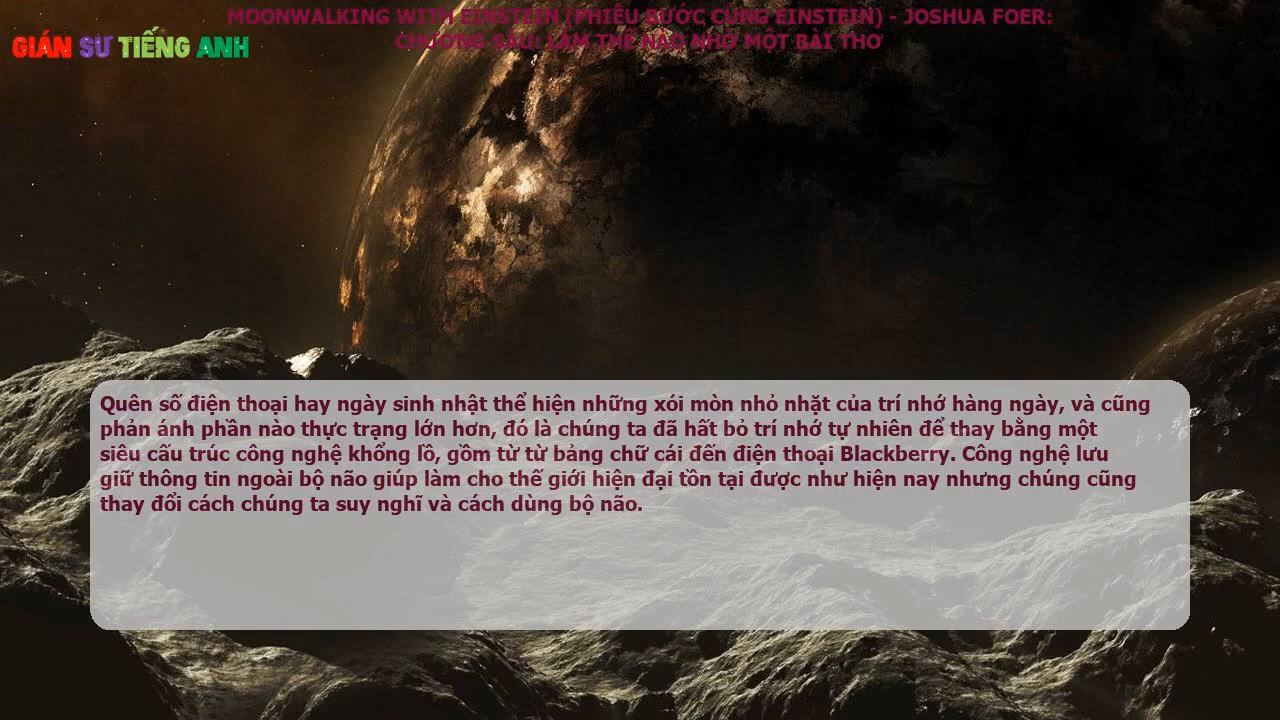 MOONWALKING WITH EINSTEIN (PHIÊU BƯỚC CÙNG EINSTEIN) - JOSHUA FOER:
CHƯƠNG SÁU: LÀM THẾ NÀO NHỚ MỘT BÀI THƠ
GIÁN SƯ TIẾNG ANH
Quên số điện thoại hay ngày sinh nhật thể hiện những xói mòn nhỏ nhặt của trí nhớ hàng ngày, và cũng
phản ánh phần nào thực trạng lớn hơn, đó là chúng ta đã hất bỏ trí nhớ tự nhiên để thay bằng một
siêu cấu trúc công nghệ khổng lồ, gồm từ từ bảng chữ cái đến điện thoại Blackberry. Công nghệ lưu
giữ thông tin ngoài bộ não giúp làm cho thế giới hiện đại tồn tại được như hiện nay nhưng chúng cũng
thay đổi cách chúng ta suy nghĩ và cách dùng bộ não.